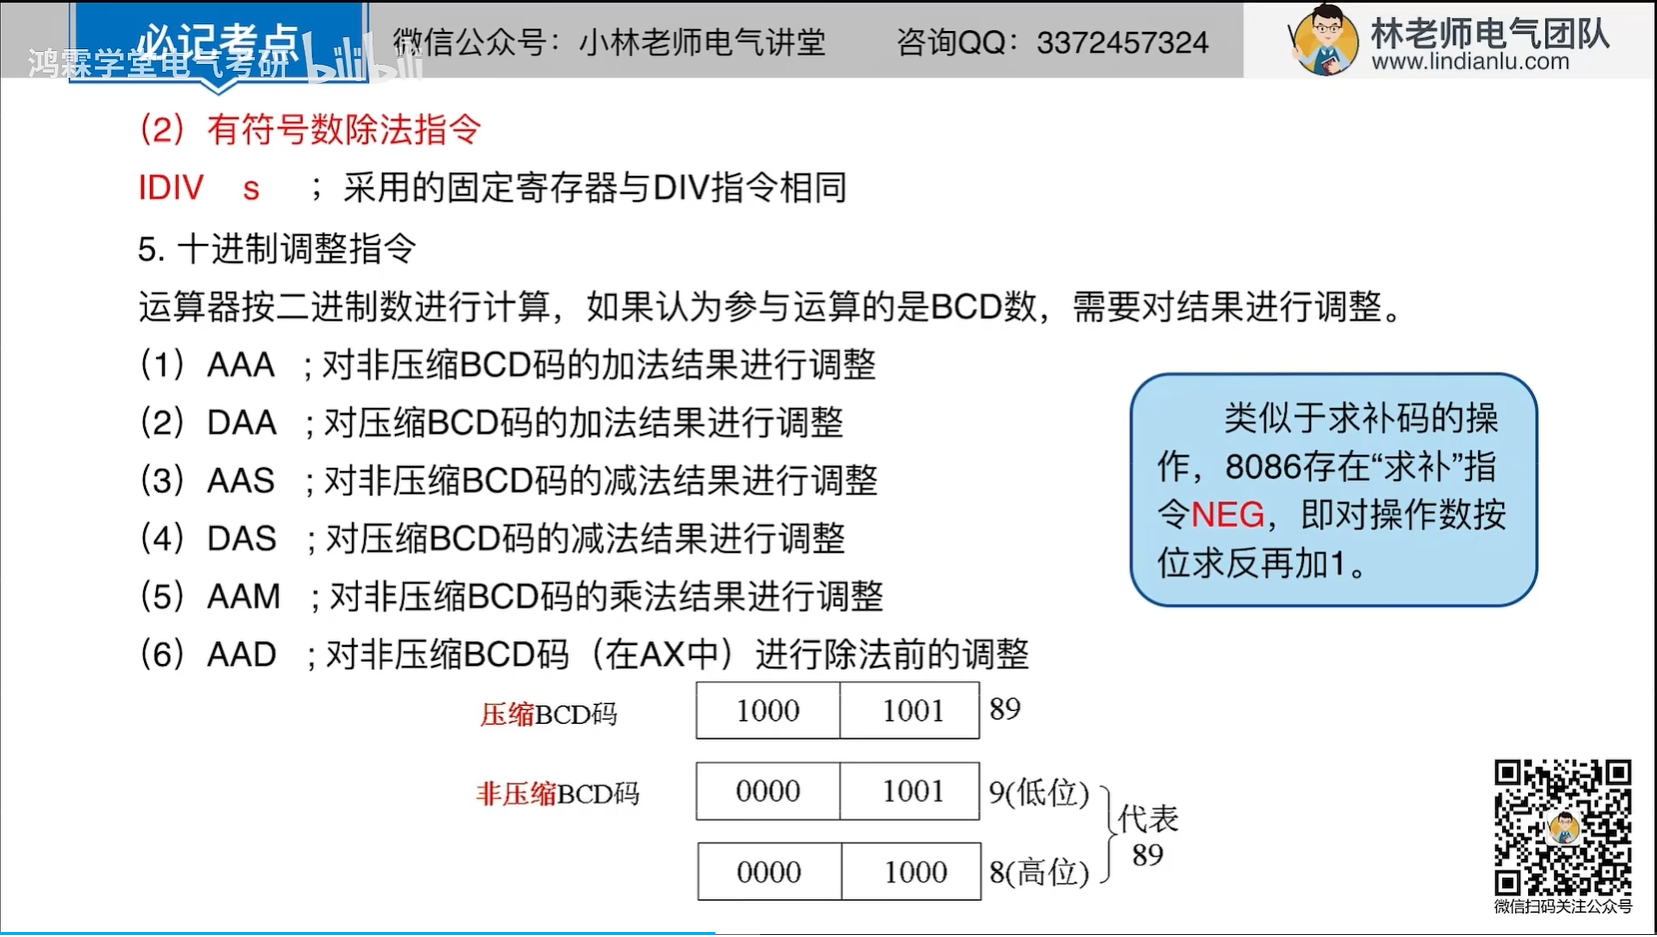 必记考点
鸿霖学堂电气考研 bilibili
微信公众号：小林老师电气讲堂 咨询QQ：3372457324
林老师电气团队
www.lindianlu.com
（2）有符号数除法指令
IDIV s ；采用的固定寄存器与DIV指令相同
5. 十进制调整指令
运算器按二进制数进行计算，如果认为参与运算的是BCD数，需要对结果进行调整。
（1）AAA ；对非压缩BCD码的加法结果进行调整
（2）DAA ；对压缩BCD码的加法结果进行调整
（3）AAS ；对非压缩BCD码的减法结果进行调整
（4）DAS ；对压缩BCD码的减法结果进行调整
（5）AAM ；对非压缩BCD码的乘法结果进行调整
（6）AAD ；对非压缩BCD码（在AX中）进行除法前的调整
类似于求补码的操
作，8086存在“求补”指
令NEG，即对操作数按
位求反再加1。
压缩BCD码 1000 1001 89
非压缩BCD码 0000 1001 9(低位)
0000 1000 8(高位)
代表
89
微信扫码关注公众号